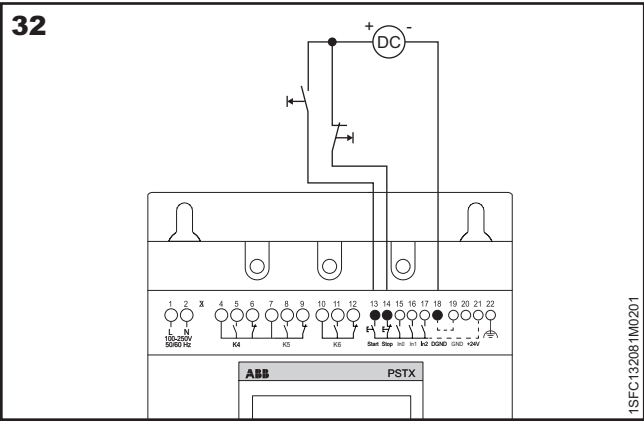 32
+ DC -
1 2 X 4 5 6 7 8 9 10 11 12 13 14 15 16 17 18 19 20 21 22
L N K4 K5 K6 Start Stop In0 In1 In2 DGND GND +24V
100-250V
50/60 Hz
ABB PSTX
1SFC132081M0201